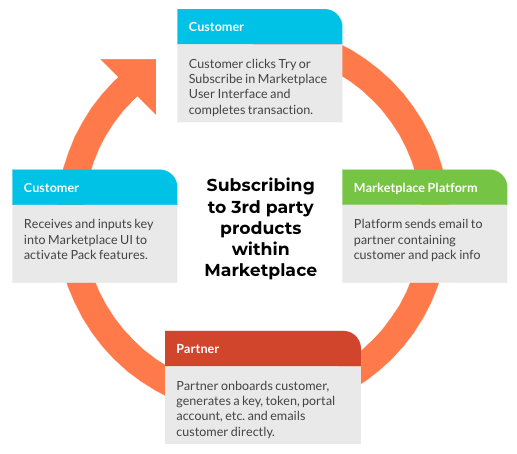 Customer
Customer clicks Try or
Subscribe in Marketplace
User Interface and
completes transaction.
Customer
Receives and inputs key
into Marketplace UI to
activate Pack features.
Subscribing
to 3rd party
products
within
Marketplace
Marketplace Platform
Platform sends email to
partner containing
customer and pack info
Partner
Partner onboards customer,
generates a key, token, portal
account, etc. and emails
customer directly.